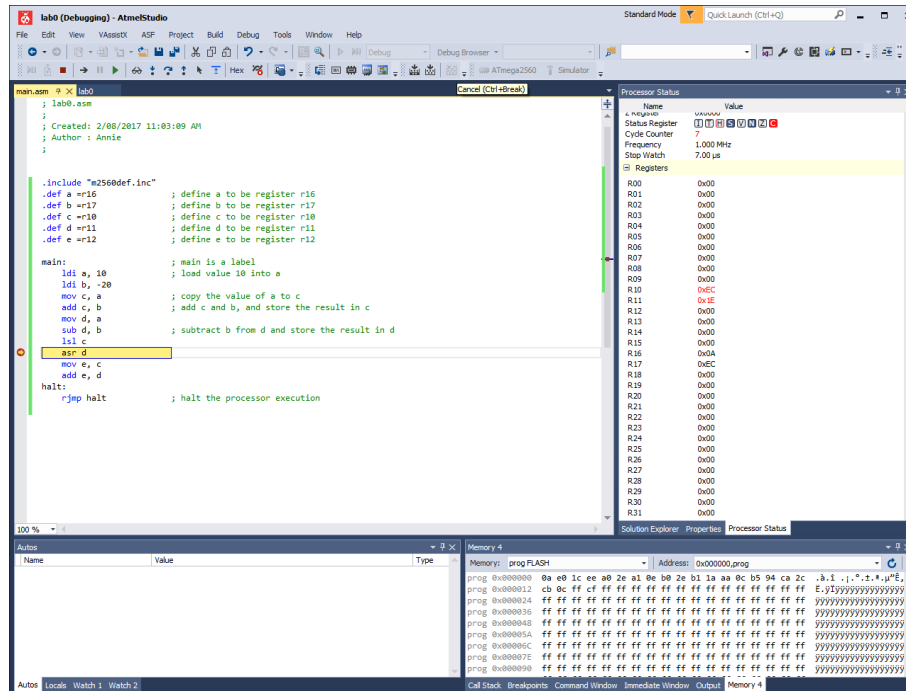 lab0 (Debugging) - AtmelStudio
Standard Mode
Quick Launch (Ctrl+Q)
File Edit View VAssistX ASF Project Build Debug Tools Window Help
Debug
Debug Browser
Hex
ATmega2560
Simulator
main.asm lab0
Cancel (Ctrl+Break)
; lab0.asm
;
; Created: 2/08/2017 11:03:09 AM
; Author : Annie
;
.include "m2560def.inc"
.def a =r16 ; define a to be register r16
.def b =r17 ; define b to be register r17
.def c =r10 ; define c to be register r10
.def d =r11 ; define d to be register r11
.def e =r12 ; define e to be register r12
main: ; main is a label
ldi a, 10 ; load value 10 into a
ldi b, -20
mov c, a ; copy the value of a to c
add c, b ; add c and b, and store the result in c
mov d, a
sub d, b ; subtract b from d and store the result in d
lsl c
asr d
mov e, c
add e, d
halt:
rjmp halt ; halt the processor execution
100 %
Processor Status
Name Value
Z Register 0x0000
Status Register I T H S V N Z C
Cycle Counter 7
Frequency 1.000 MHz
Stop Watch 7.00 µs
Registers
R00 0x00
R01 0x00
R02 0x00
R03 0x00
R04 0x00
R05 0x00
R06 0x00
R07 0x00
R08 0x00
R09 0x00
R10 0xEC
R11 0x1E
R12 0x00
R13 0x00
R14 0x00
R15 0x00
R16 0x0A
R17 0xEC
R18 0x00
R19 0x00
R20 0x00
R21 0x00
R22 0x00
R23 0x00
R24 0x00
R25 0x00
R26 0x00
R27 0x00
R28 0x00
R29 0x00
R30 0x00
R31 0x00
Solution Explorer Properties Processor Status
Autos
Name Value Type
Autos Locals Watch 1 Watch 2
Memory 4
Memory: prog FLASH Address: 0x000000,prog
prog 0x000000 0a e0 1c ee a0 2e a1 0e b0 2e b1 1a aa 0c b5 94 ca 2c
prog 0x000012 cb 0c ff cf ff ff ff ff ff ff ff ff ff ff ff ff ff ff
prog 0x000024 ff ff ff ff ff ff ff ff ff ff ff ff ff ff ff ff ff ff ÿÿÿÿÿÿÿÿÿÿÿÿÿÿÿÿÿÿ
prog 0x000036 ff ff ff ff ff ff ff ff ff ff ff ff ff ff ff ff ff ff ÿÿÿÿÿÿÿÿÿÿÿÿÿÿÿÿÿÿ
prog 0x000048 ff ff ff ff ff ff ff ff ff ff ff ff ff ff ff ff ff ff ÿÿÿÿÿÿÿÿÿÿÿÿÿÿÿÿÿÿ
prog 0x00005A ff ff ff ff ff ff ff ff ff ff ff ff ff ff ff ff ff ff ÿÿÿÿÿÿÿÿÿÿÿÿÿÿÿÿÿÿ
prog 0x00006C ff ff ff ff ff ff ff ff ff ff ff ff ff ff ff ff ff ff ÿÿÿÿÿÿÿÿÿÿÿÿÿÿÿÿÿÿ
prog 0x00007E ff ff ff ff ff ff ff ff ff ff ff ff ff ff ff ff ff ff ÿÿÿÿÿÿÿÿÿÿÿÿÿÿÿÿÿÿ
prog 0x000090 ff ff ff ff ff ff ff ff ff ff ff ff ff ff ff ff ff ff ÿÿÿÿÿÿÿÿÿÿÿÿÿÿÿÿÿÿ
Call Stack Breakpoints Command Window Immediate Window Output Memory 4